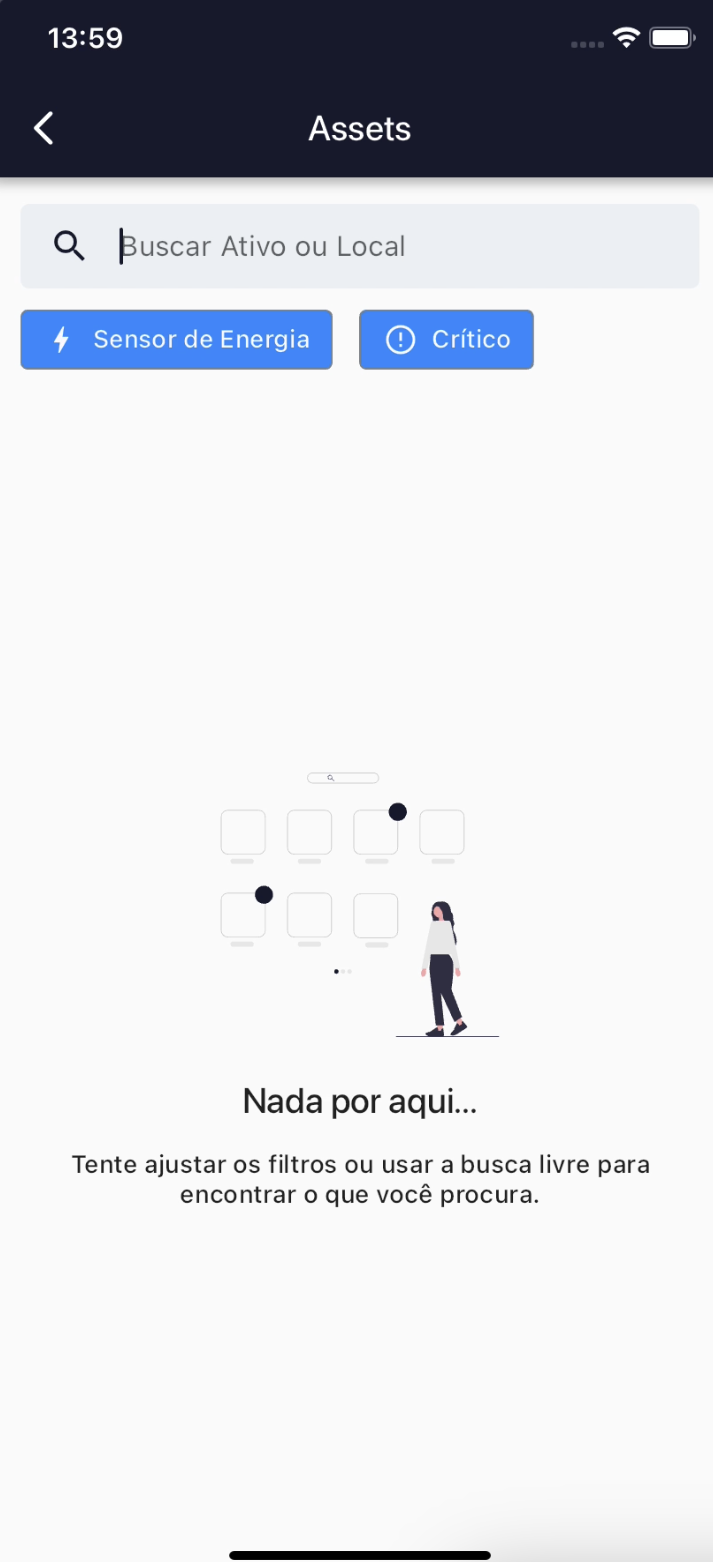 13:59
Assets
Buscar Ativo ou Local
Sensor de Energia
Crítico
Nada por aqui...
Tente ajustar os filtros ou usar a busca livre para
encontrar o que você procura.